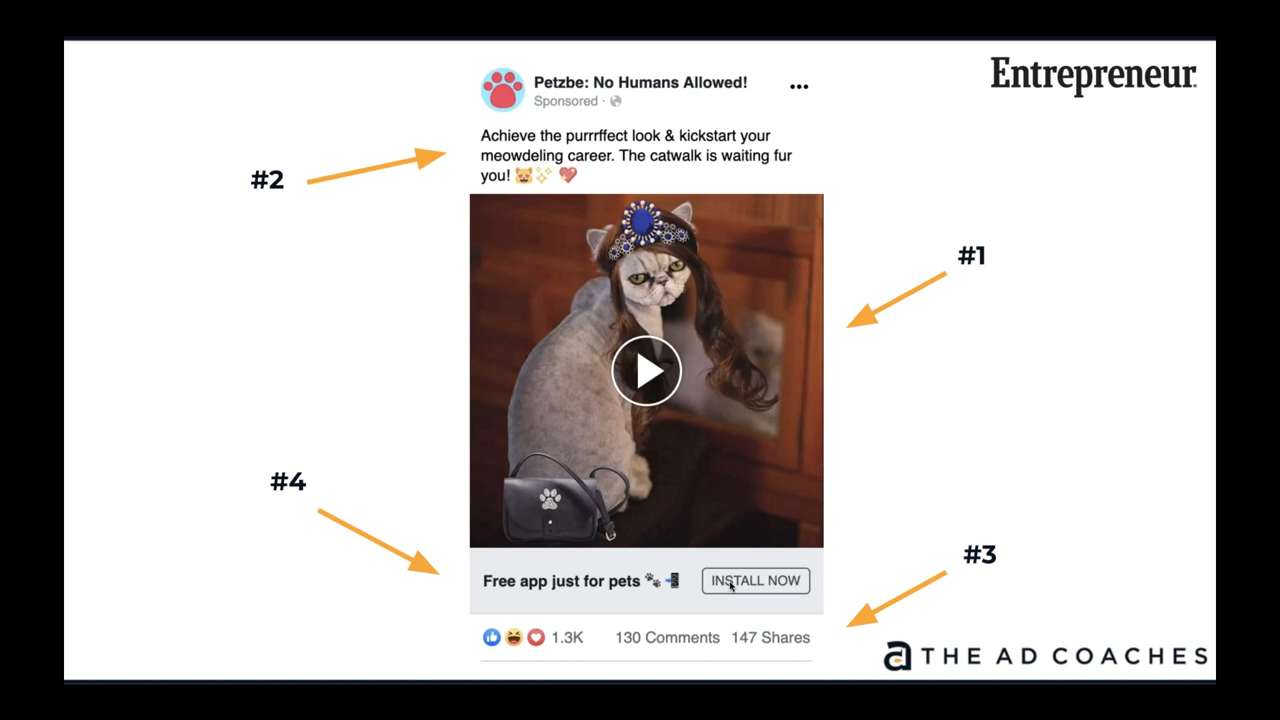 Entrepreneur.
Petzbe: No Humans Allowed!
Sponsored ·
Achieve the purrrffect look & kickstart your
meowdeling career. The catwalk is waiting fur
you! 😻✨ 💖
#2
#1
#4
Free app just for pets 🐾 📲
INSTALL NOW
#3
1.3K
130 Comments
147 Shares
THE AD COACHES